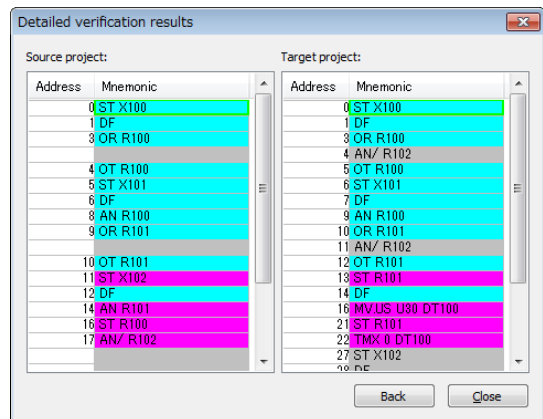 Detailed verification results
Source project:
Target project:
Address Mnemonic
0 ST X100
1 DF
3 OR R100
4 OT R100
5 ST X101
6 DF
8 AN R100
9 OR R101
10 OT R101
11 ST X102
12 DF
14 AN R101
16 ST R100
17 AN/ R102
Address Mnemonic
0 ST X100
1 DF
3 OR R100
4 AN/ R102
5 OT R100
6 ST X101
7 DF
9 AN R100
10 OR R101
11 AN/ R102
12 OT R101
13 ST R101
14 DF
16 MV.US U30 DT100
21 ST R101
22 TMX 0 DT100
27 ST X102
28 DF
Back
Close